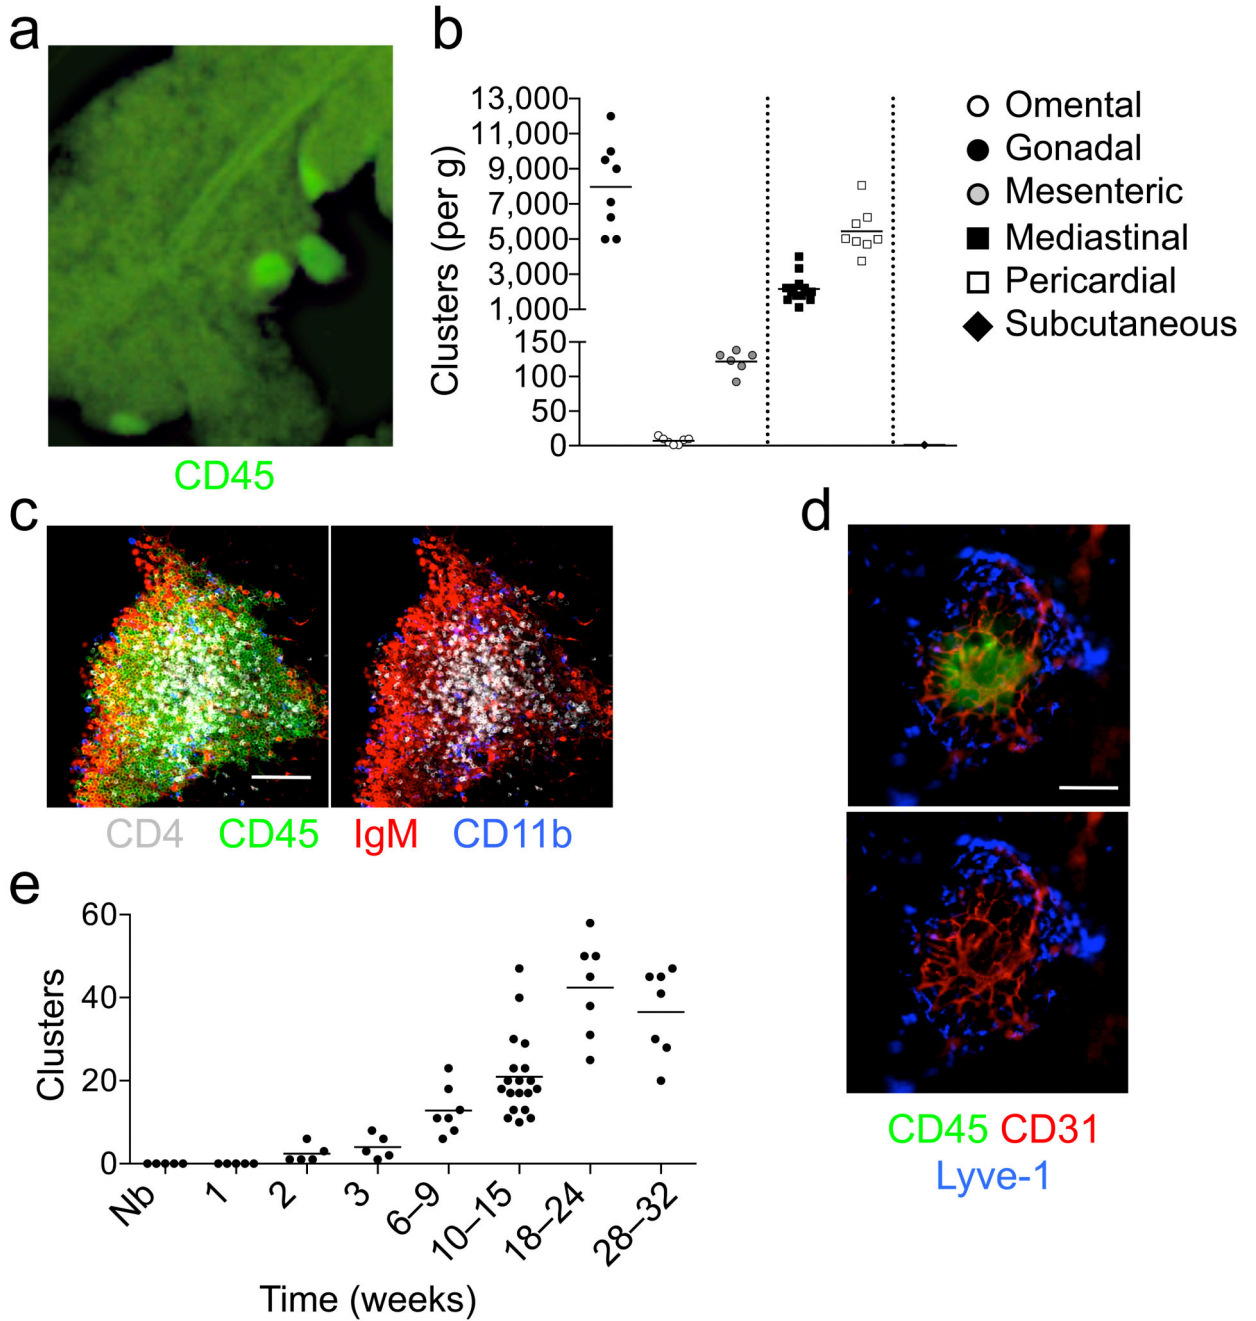 a
CD45
b
Clusters (per g)
13,000
11,000
9,000
7,000
5,000
3,000
1,000
150
100
50
0
Omental
Gonadal
Mesenteric
Mediastinal
Pericardial
Subcutaneous
c
CD4 CD45 IgM CD11b
d
CD45 CD31
Lyve-1
e
Clusters
60
40
20
0
Nb 1 2 3 6–9 10–15 18–24 28–32
Time (weeks)